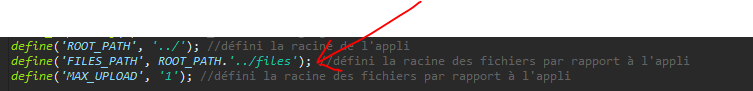 define('ROOT_PATH', '../'); //défini la racine de l'appli
define('FILES_PATH', ROOT_PATH.'../files'); //défini la racine des fichiers par rapport à l'appli
define('MAX_UPLOAD', '1'); //défini la racine des fichiers par rapport à l'appli